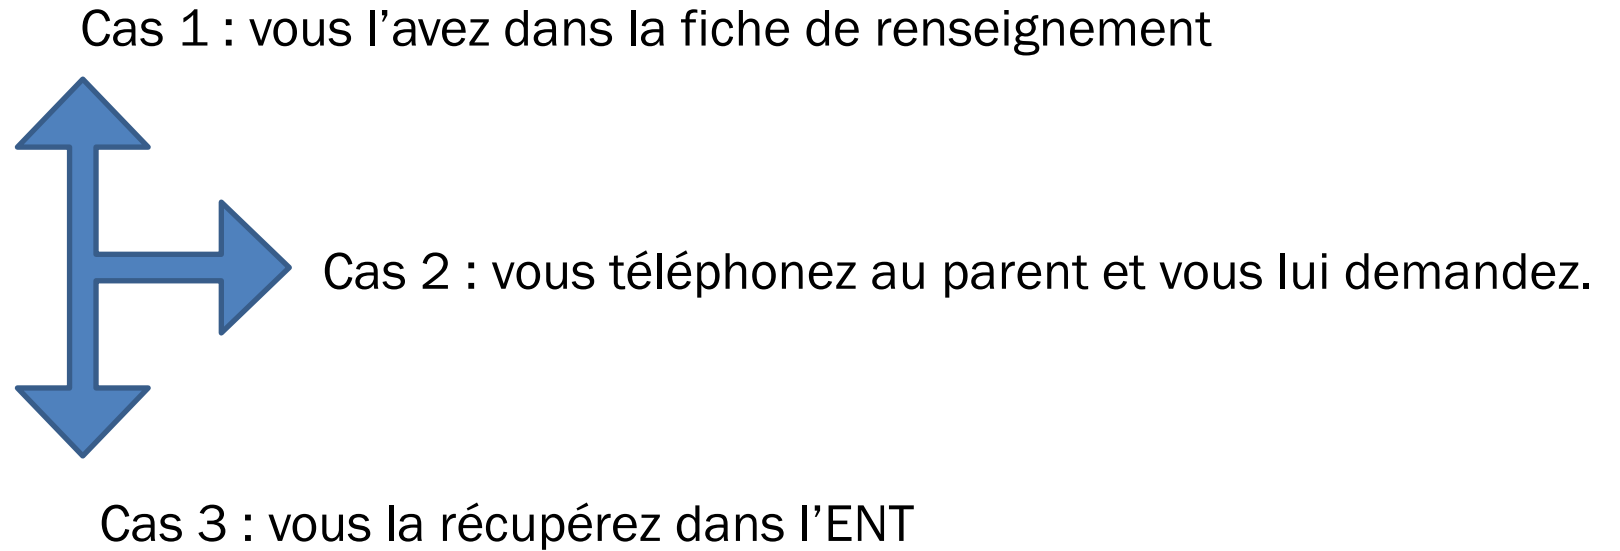 Cas 1 : vous l’avez dans la fiche de renseignement
Cas 2 : vous téléphonez au parent et vous lui demandez.
Cas 3 : vous la récupérez dans l’ENT